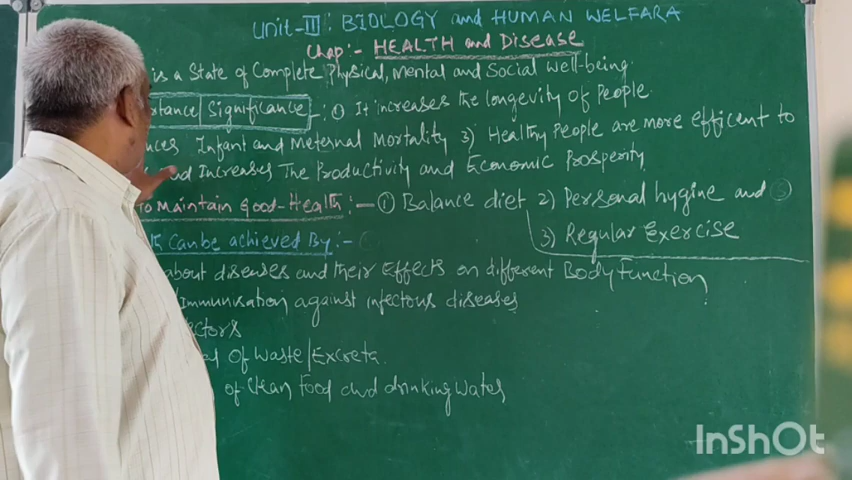 Unit-III: BIOLOGY and HUMAN WELFARA
Chap:- HEALTH and Disease
is a State of Complete Physical, Mental and Social Well-being.
Significance -: ① It increases the longevity of People
Infant and Meternal Mortality 3) Healthy People are more efficent to
Increases The Productivity and Economic Prosperity
to Maintain Good-Health :- ① Balance diet 2) Personal hygine and ③
3) Regular Exercise
Can be achieved By:-
about diseases and their Effects on different Body Function
Immunisation against infectous diseases
Of Waste/Excreta
of Clean Food and drinking Water
InShOt